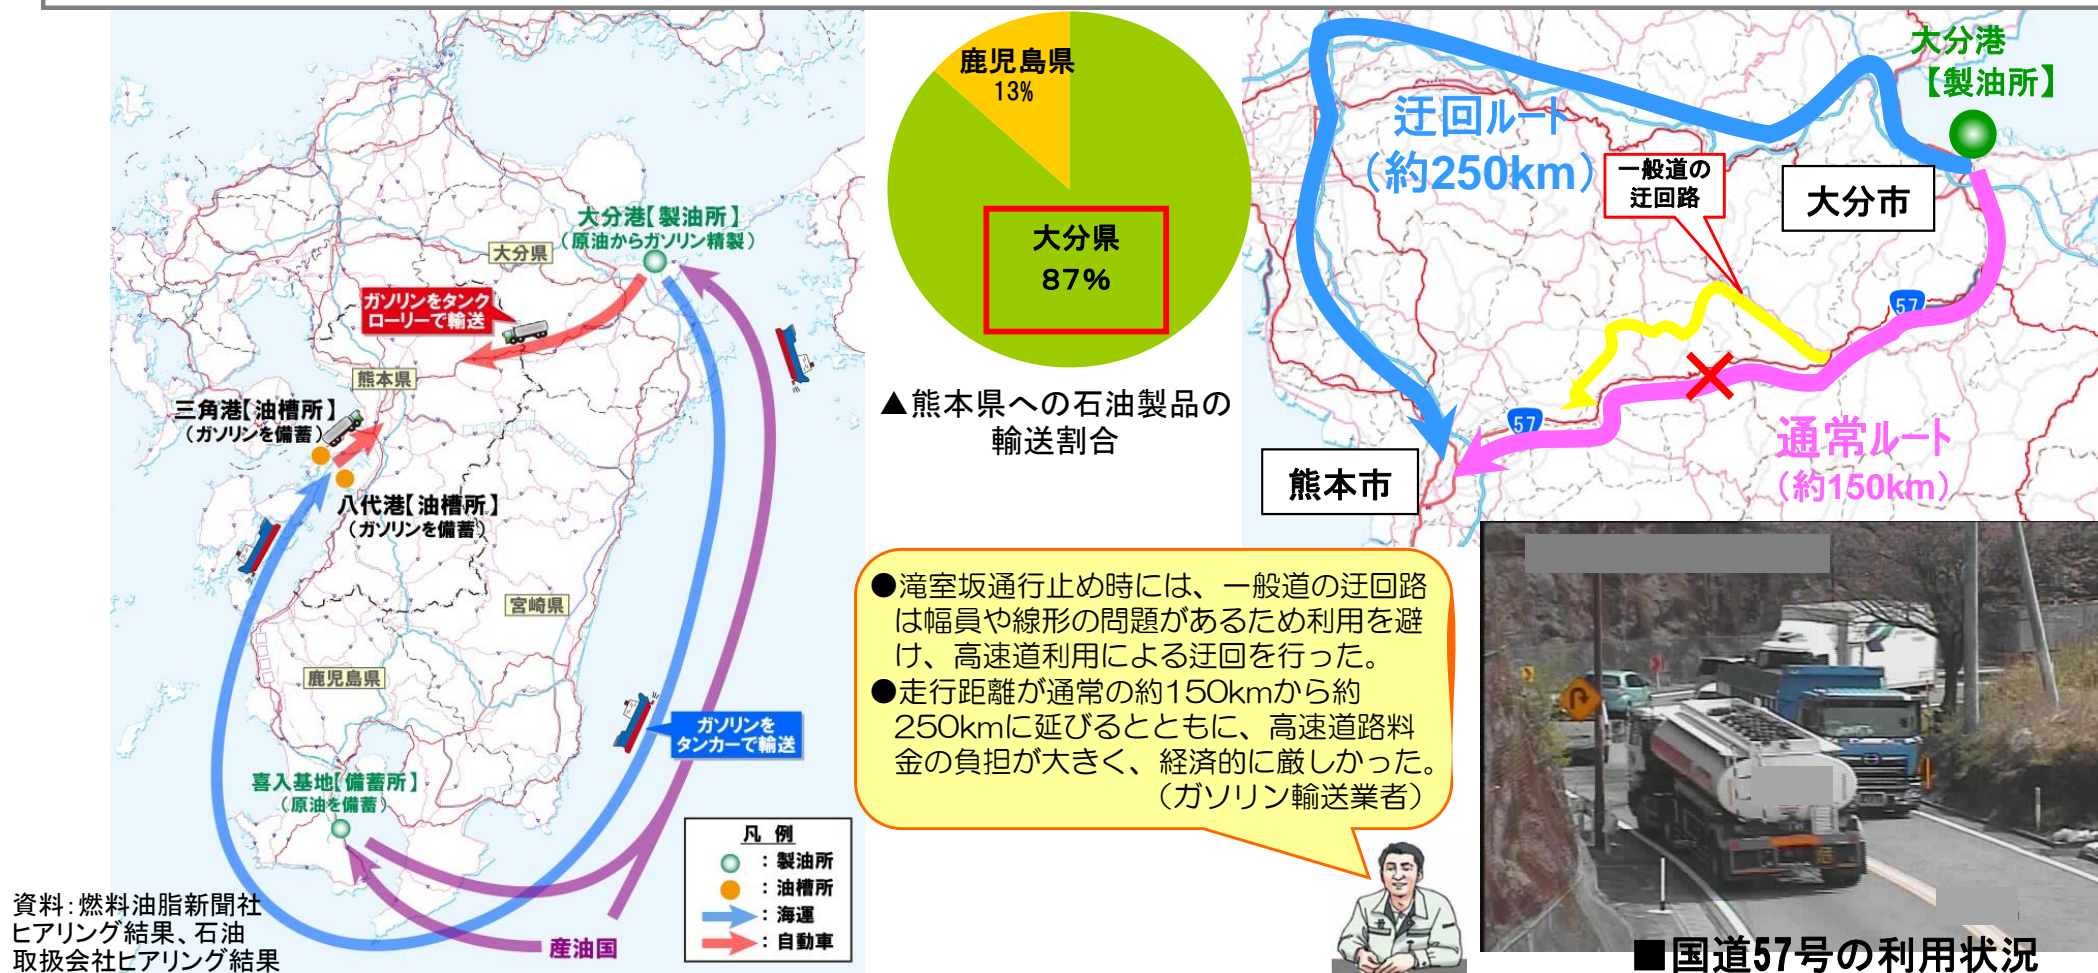 大分港【製油所】
（原油からガソリン精製）
大分県
ガソリンをタンク
ローリーで輸送
熊本県
三角港【油槽所】
（ガソリンを備蓄）
八代港【油槽所】
（ガソリンを備蓄）
宮崎県
鹿児島県
ガソリンを
タンカーで輸送
喜入基地【備蓄所】
（原油を備蓄）
産油国
凡 例
：製油所
：油槽所
：海運
：自動車
資料：燃料油脂新聞社
ヒアリング結果、石油
取扱会社ヒアリング結果
鹿児島県
13%
大分県
87%
▲熊本県への石油製品の
輸送割合
大分港
【製油所】
迂回ルート
（約250km）
一般道の
迂回路
大分市
57
57
通常ルート
（約150km）
熊本市
●滝室坂通行止め時には、一般道の迂回路
は幅員や線形の問題があるため利用を避
け、高速道利用による迂回を行った。
●走行距離が通常の約150kmから約
250kmに延びるとともに、高速道路料
金の負担が大きく、経済的に厳しかった。
（ガソリン輸送業者）
■国道57号の利用状況